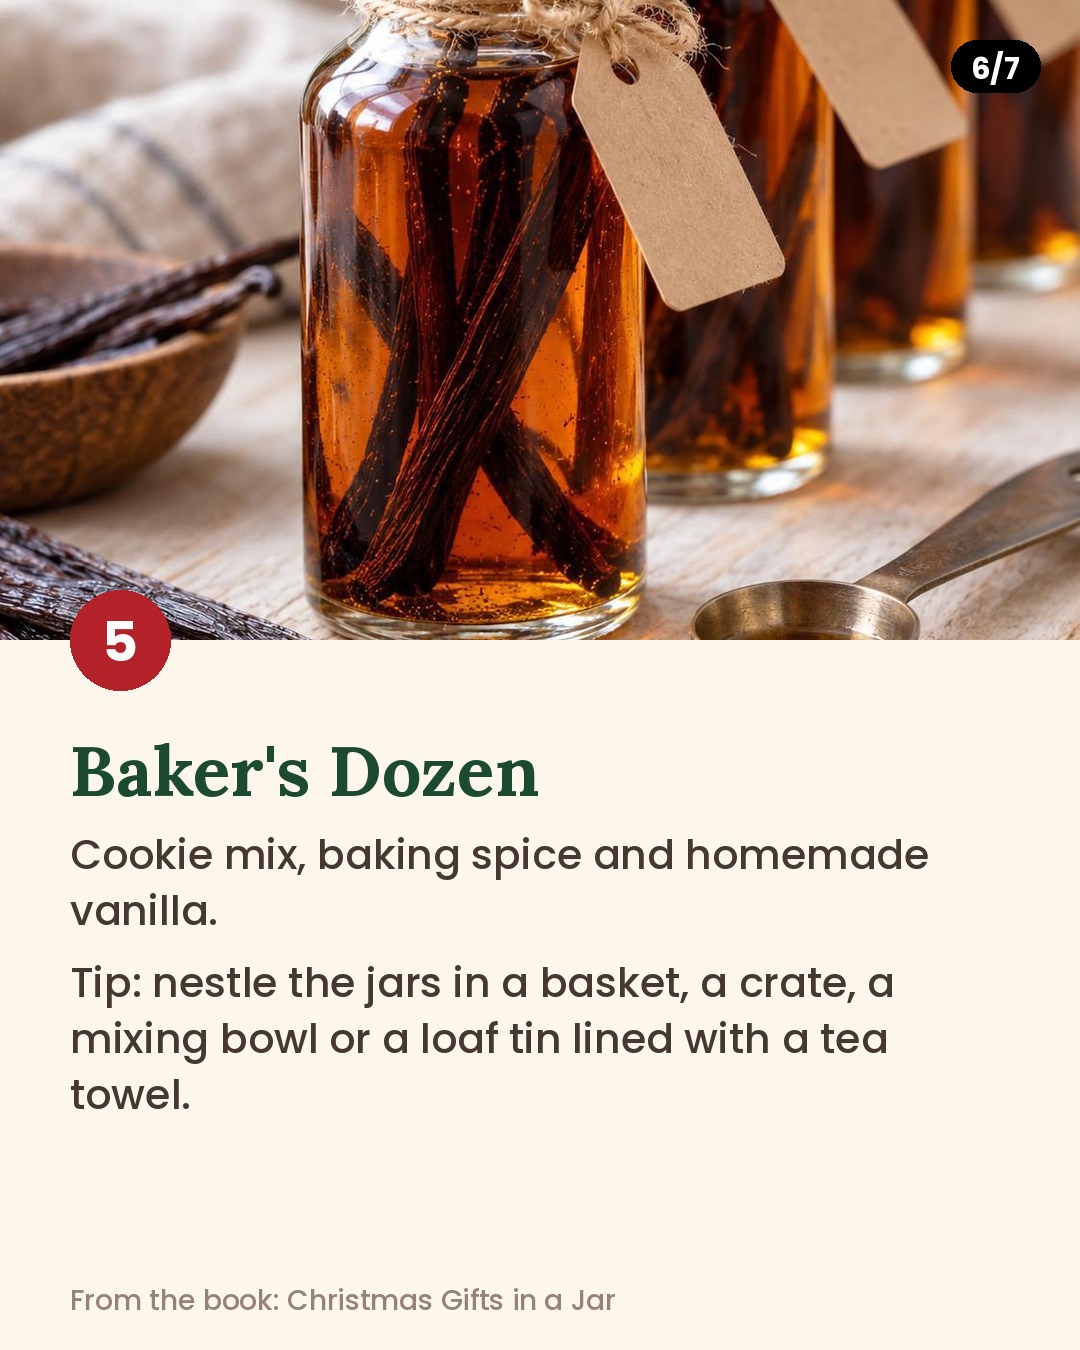 6/7
5
Baker's Dozen
Cookie mix, baking spice and homemade
vanilla.
Tip: nestle the jars in a basket, a crate, a
mixing bowl or a loaf tin lined with a tea
towel.
From the book: Christmas Gifts in a Jar